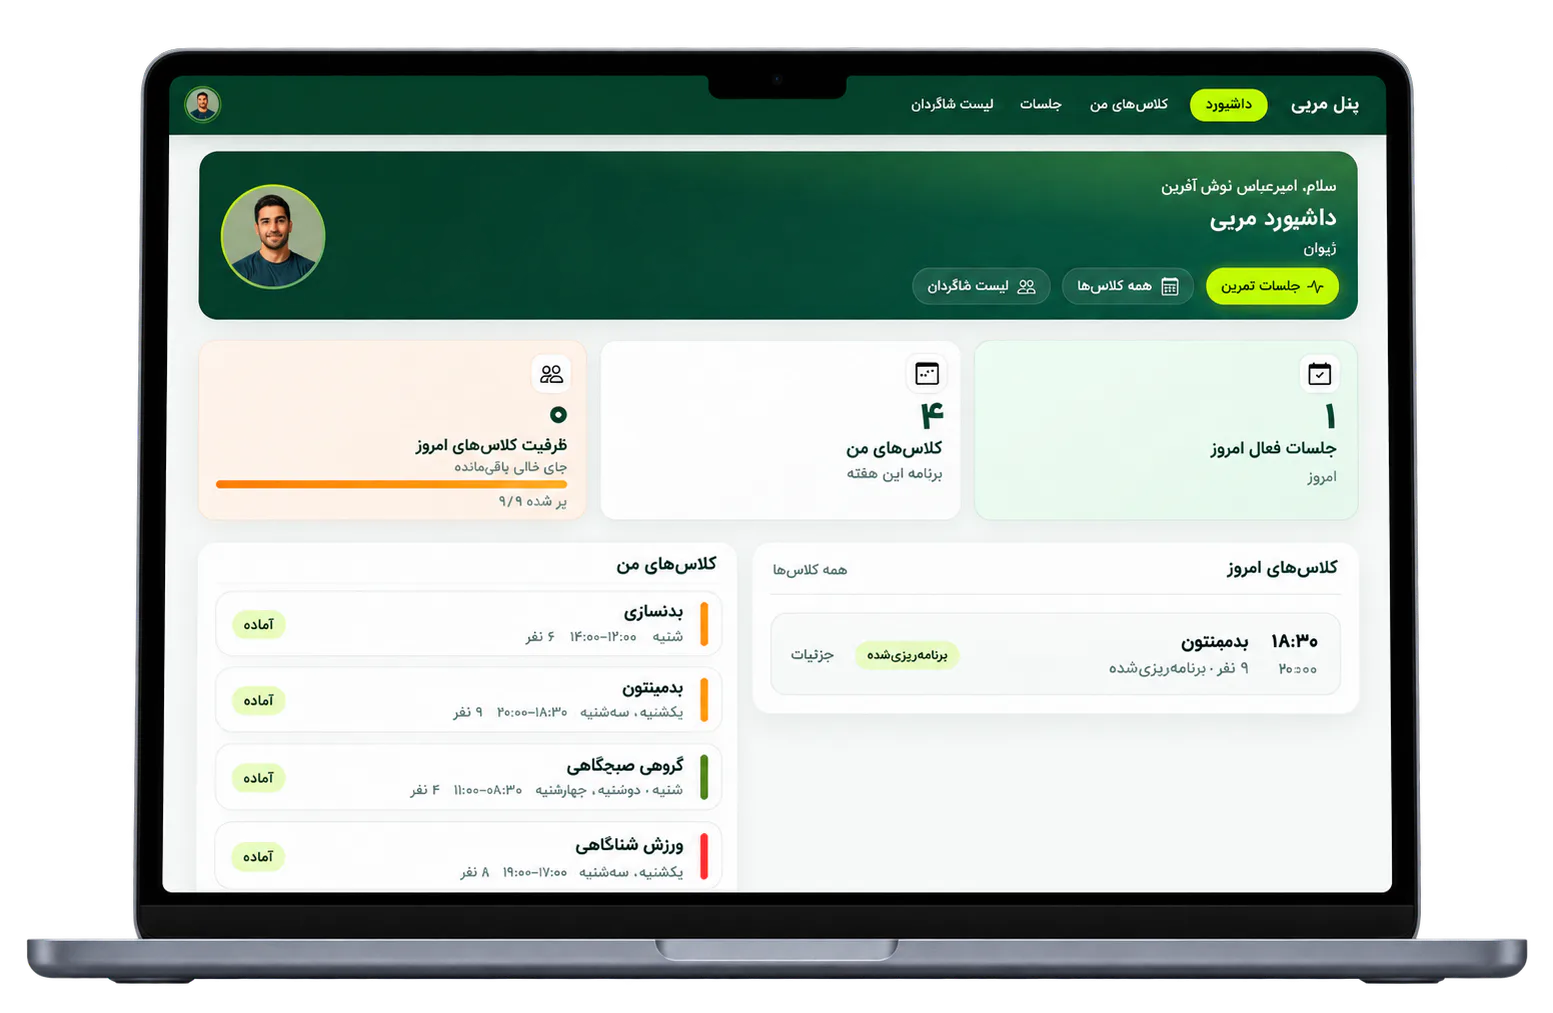 پنل مربی
داشبورد
کلاس‌های من
جلسات
لیست شاگردان
سلام، امیرعباس نوش آفرین
داشبورد مربی
ژیوان
جلسات تمرین
همه کلاس‌ها
لیست شاگردان
۱
جلسات فعال امروز
امروز
۴
کلاس‌های من
برنامه این هفته
۰
ظرفیت کلاس‌های امروز
جای خالی باقی‌مانده
۹/۹ پر شده
کلاس‌های امروز
همه کلاس‌ها
۱۸:۳۰ بدمینتون
۲۰:۰۰ ۹ نفر · برنامه‌ریزی‌شده
برنامه‌ریزی‌شده
جزئیات
کلاس‌های من
بدنسازی
شنبه ۱۲:۰۰–۱۴:۰۰ ۶ نفر
آماده
بدمینتون
یکشنبه، سه‌شنبه ۱۸:۳۰–۲۰:۰۰ ۹ نفر
آماده
گروهی صبحگاهی
شنبه، دوشنبه، چهارشنبه ۰۸:۳۰–۱۱:۰۰ ۴ نفر
آماده
ورزش شناگاهی
یکشنبه، سه‌شنبه ۱۷:۰۰–۱۹:۰۰ ۸ نفر
آماده